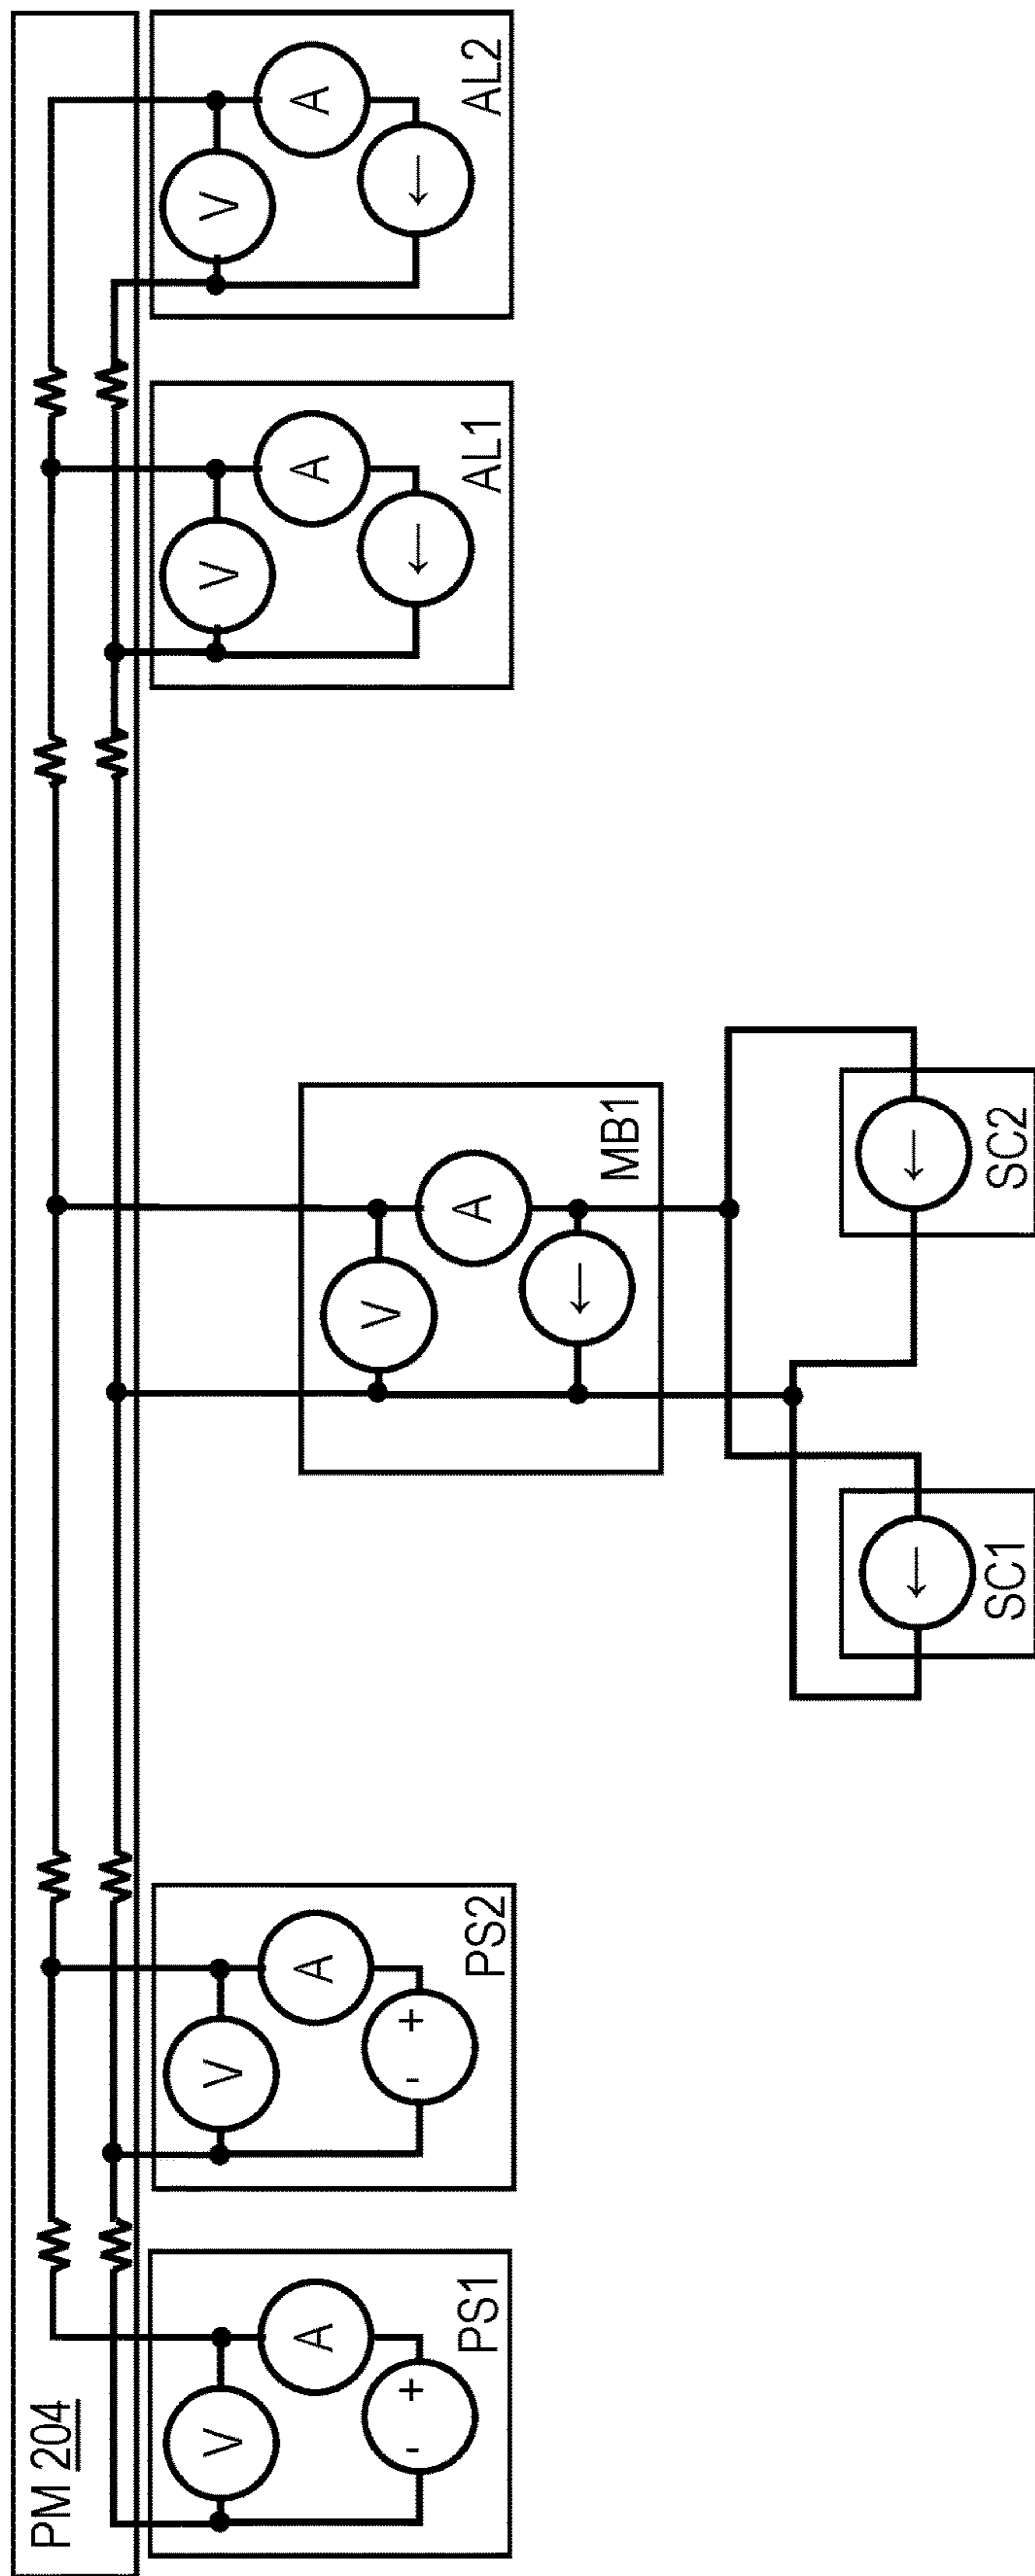 PM 204
V
A
- +
PS1
V
A
- +
PS2
V
A
MB1
V
A
AL1
V
A
AL2
SC1
SC2